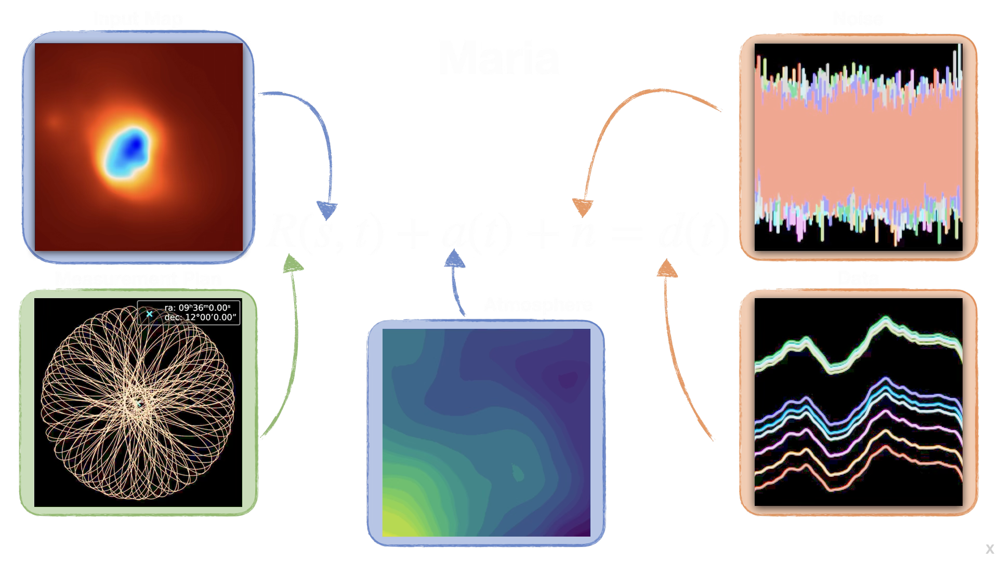 Input Map
Noise
Maria
R(s, t) + a(t) + n = d(t)
Measurement Plan
Data
Atmosphere
ra: 09ʰ36ᵐ0.00ˢ
dec: 12°00’0.00”
X